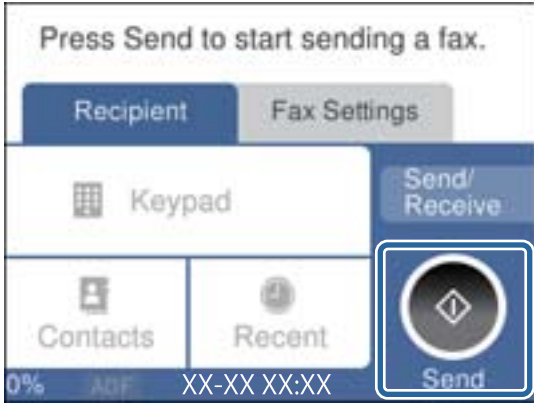 Press Send to start sending a fax.
Recipient
Fax Settings
Keypad
Send/
Receive
Contacts
Recent
Send
0%
ADF
XX-XX XX:XX